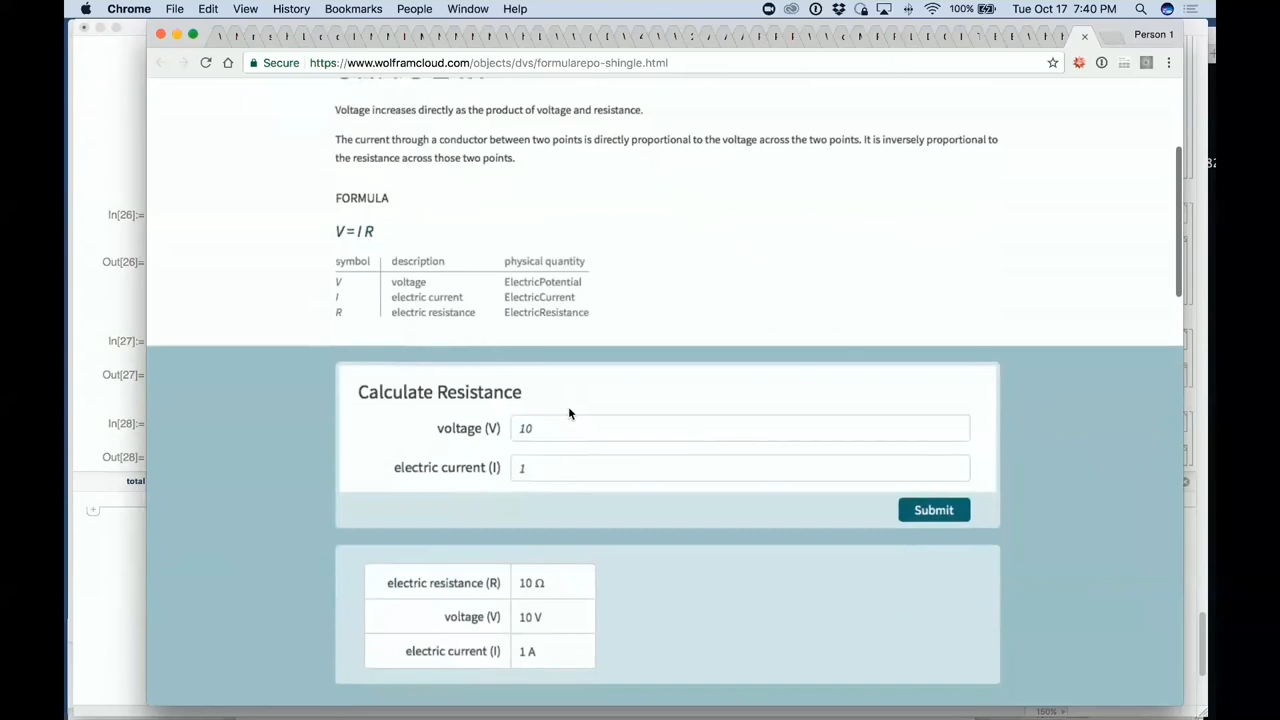 Chrome File Edit View History Bookmarks People Window Help 100% Tue Oct 17 7:40 PM
Person 1
Secure https://www.wolframcloud.com/objects/dvs/formularepo-shingle.html
Voltage increases directly as the product of voltage and resistance.
The current through a conductor between two points is directly proportional to the voltage across the two points. It is inversely proportional to
the resistance across those two points.
FORMULA
In[26]:=
V = I R
symbol description physical quantity
Out[26]=
V voltage ElectricPotential
I electric current ElectricCurrent
R electric resistance ElectricResistance
In[27]:=
Out[27]=
Calculate Resistance
In[28]:=
voltage (V) 10
Out[28]=
electric current (I) 1
total
Submit
electric resistance (R) 10 Ω
voltage (V) 10 V
electric current (I) 1 A
150%